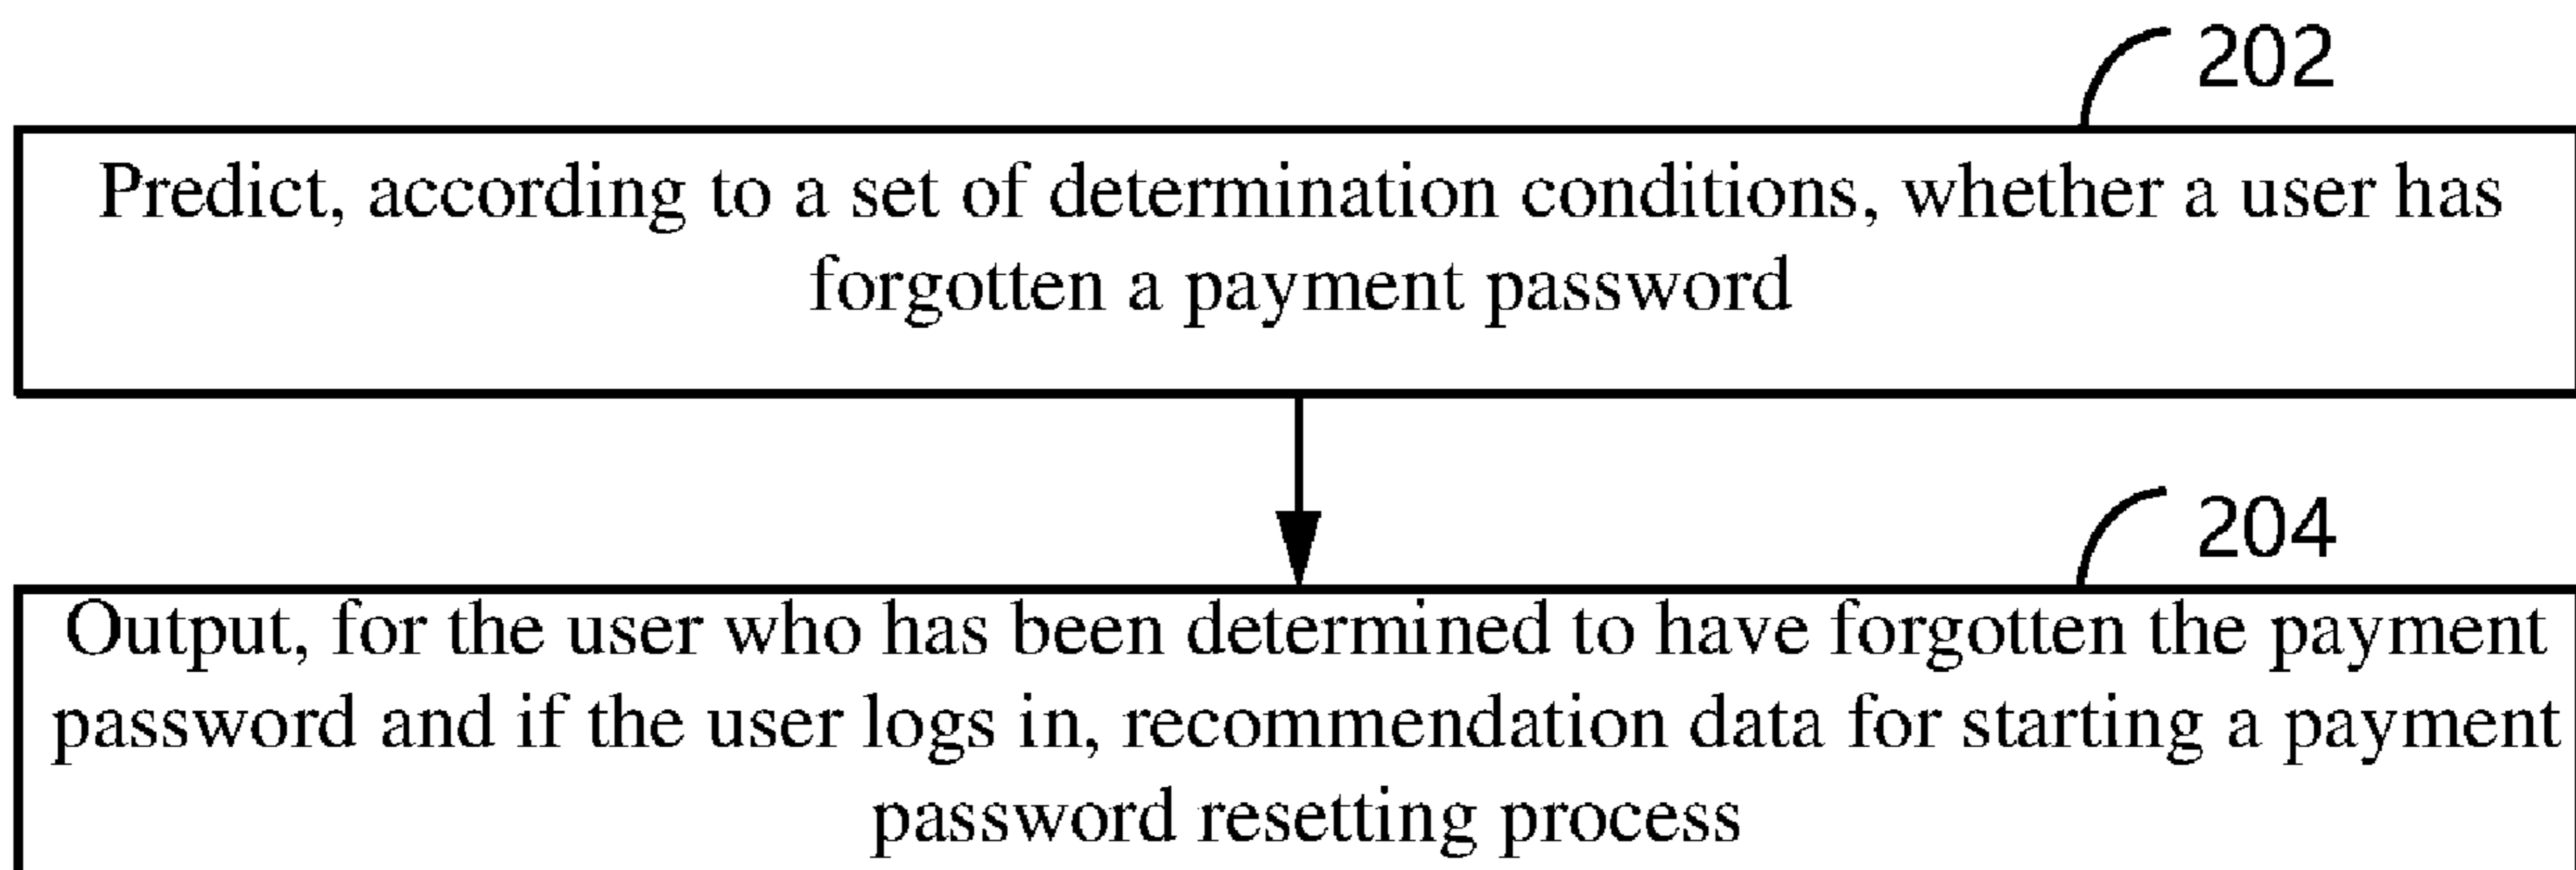 202
Predict, according to a set of determination conditions, whether a user has
forgotten a payment password
204
Output, for the user who has been determined to have forgotten the payment
password and if the user logs in, recommendation data for starting a payment
password resetting process